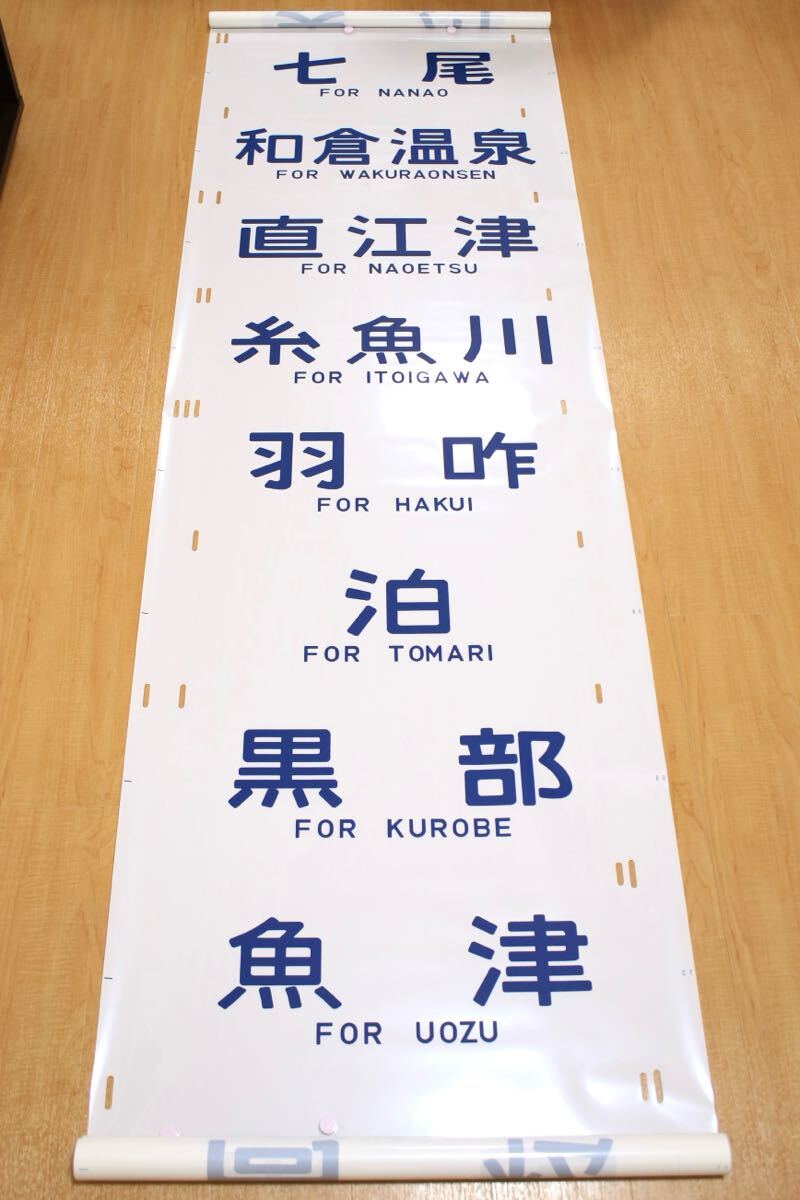 七尾
FOR NANAO
和倉温泉
FOR WAKURAONSEN
直江津
FOR NAOETSU
糸魚川
FOR ITOIGAWA
羽咋
FOR HAKUI
泊
FOR TOMARI
黒部
FOR KUROBE
魚津
FOR UOZU